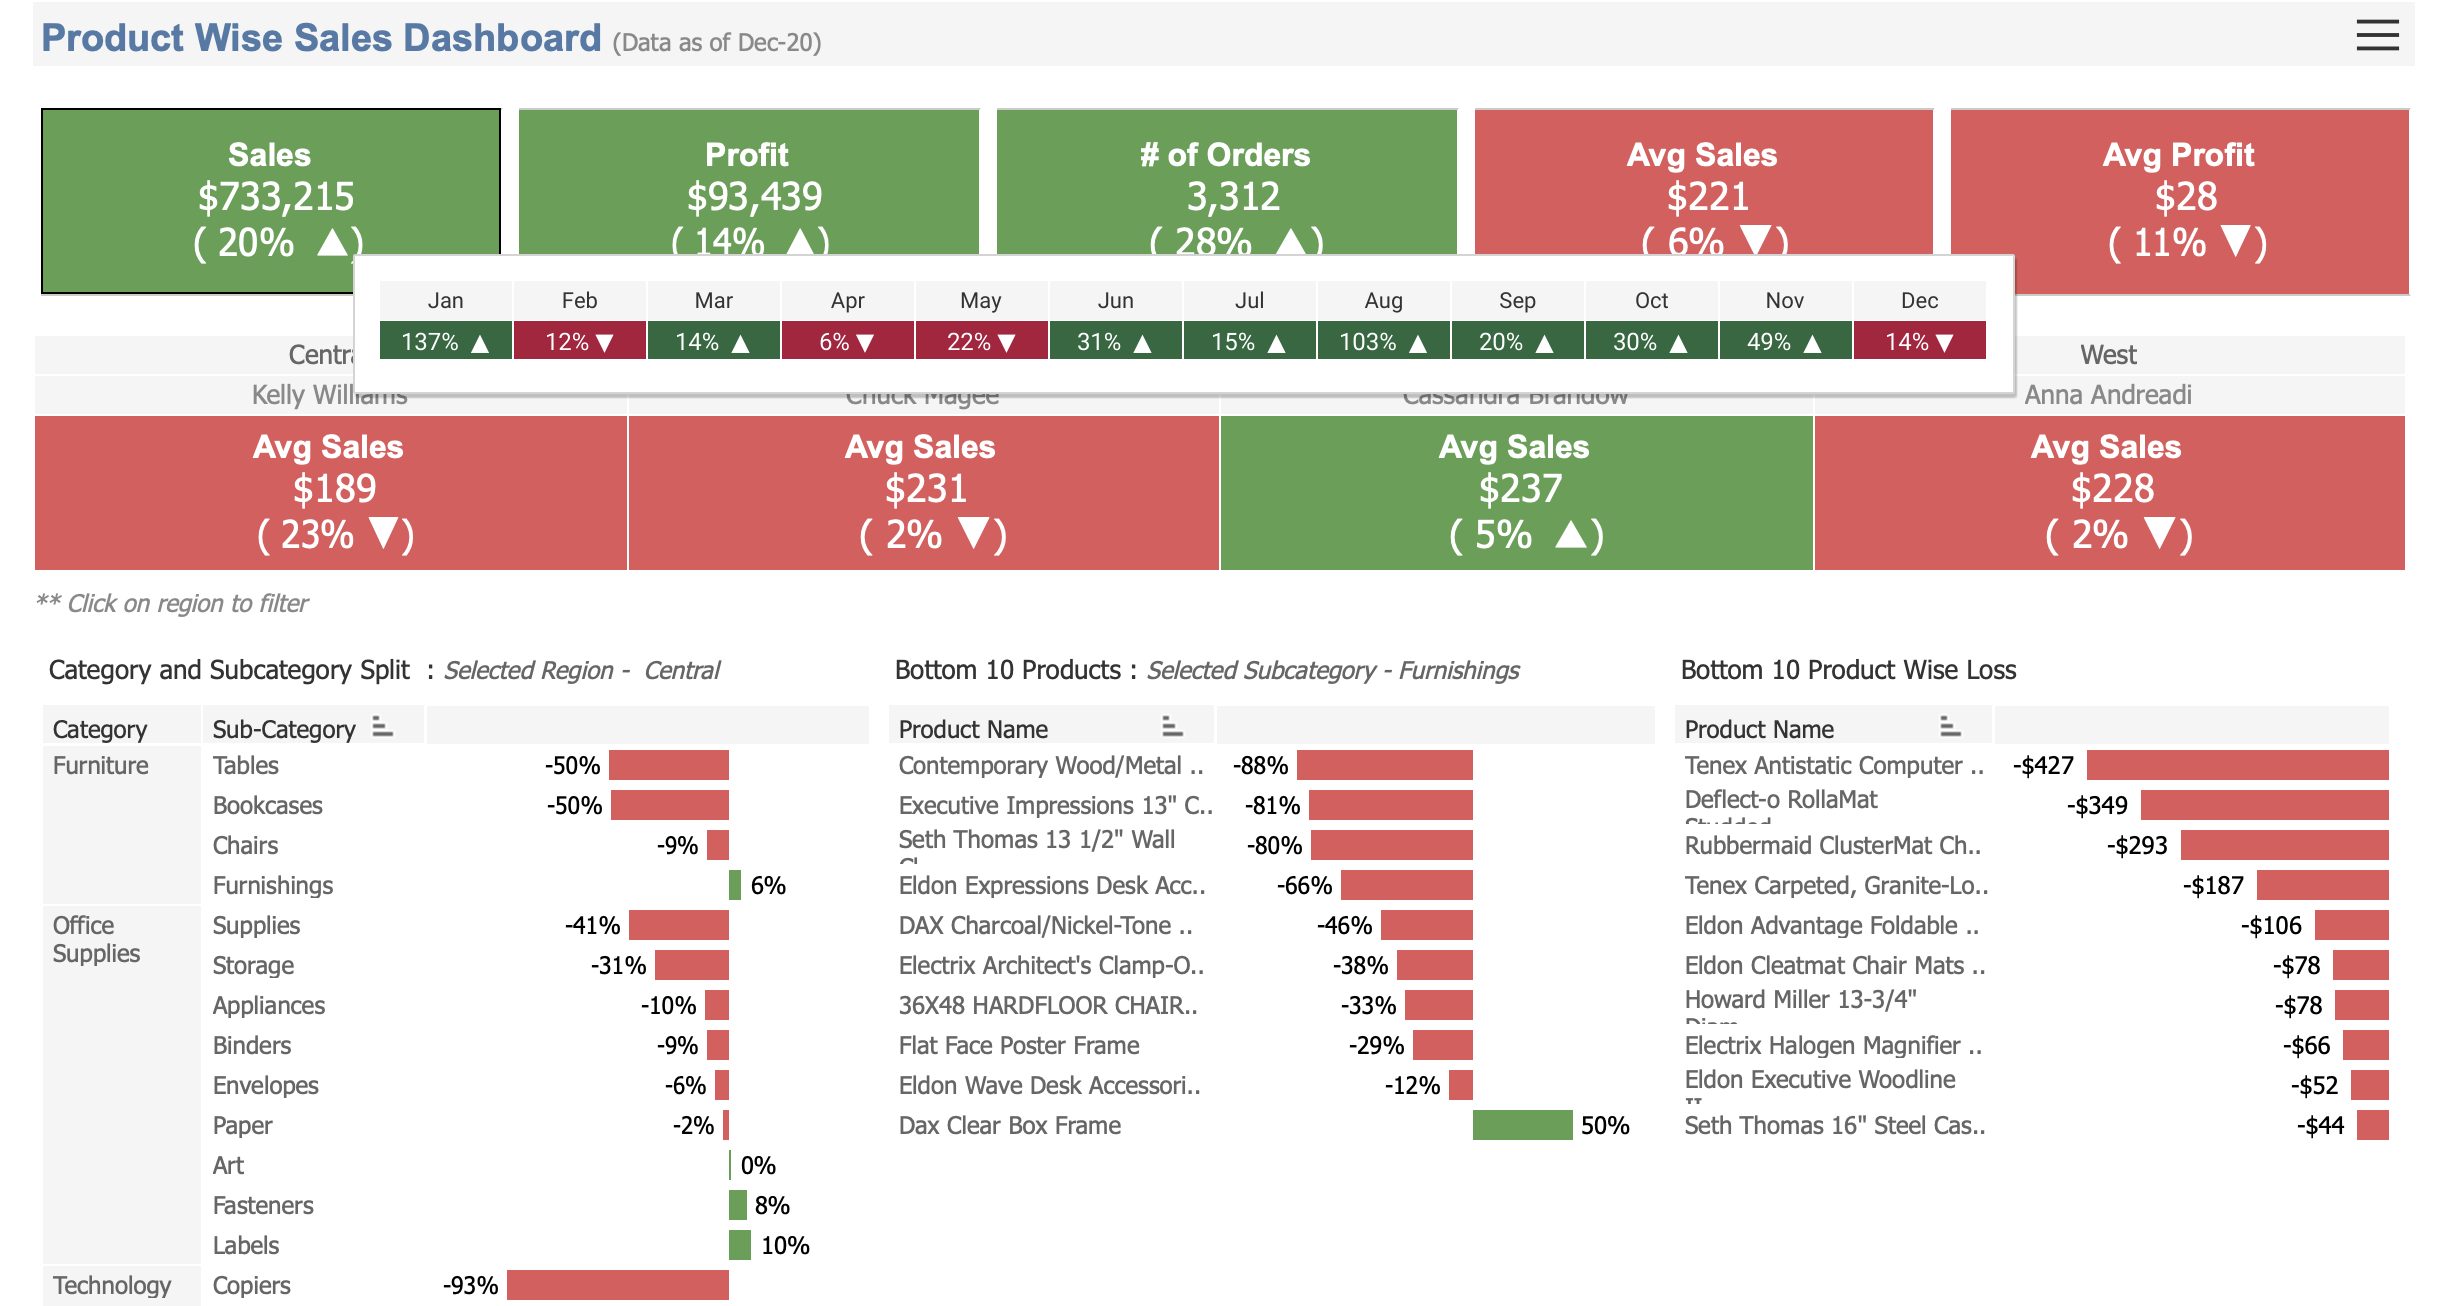 Product Wise Sales Dashboard (Data as of Dec-20)
Sales
$733,215
( 20% ▲)
Profit
$93,439
( 14% ▲)
# of Orders
3,312
( 28% ▲)
Avg Sales
$221
( 6% ▼)
Avg Profit
$28
( 11% ▼)
Jan Feb Mar Apr May Jun Jul Aug Sep Oct Nov Dec
137% ▲ 12% ▼ 14% ▲ 6% ▼ 22% ▼ 31% ▲ 15% ▲ 103% ▲ 20% ▲ 30% ▲ 49% ▲ 14% ▼
West
Kelly Williams Chuck Magee Cassandra Brandow Anna Andreadi
Avg Sales
$189
( 23% ▼)
Avg Sales
$231
( 2% ▼)
Avg Sales
$237
( 5% ▲)
Avg Sales
$228
( 2% ▼)
** Click on region to filter
Category and Subcategory Split : Selected Region - Central
Category Sub-Category
Furniture Tables -50%
Bookcases -50%
Chairs -9%
Furnishings 6%
Office Supplies Supplies -41%
Storage -31%
Appliances -10%
Binders -9%
Envelopes -6%
Paper -2%
Art 0%
Fasteners 8%
Labels 10%
Technology Copiers -93%
Bottom 10 Products : Selected Subcategory - Furnishings
Product Name
Contemporary Wood/Metal .. -88%
Executive Impressions 13" C.. -81%
Seth Thomas 13 1/2" Wall -80%
Eldon Expressions Desk Acc.. -66%
DAX Charcoal/Nickel-Tone .. -46%
Electrix Architect's Clamp-O.. -38%
36X48 HARDFLOOR CHAIR.. -33%
Flat Face Poster Frame -29%
Eldon Wave Desk Accessori.. -12%
Dax Clear Box Frame 50%
Bottom 10 Product Wise Loss
Product Name
Tenex Antistatic Computer .. -$427
Deflect-o RollaMat -$349
Rubbermaid ClusterMat Ch.. -$293
Tenex Carpeted, Granite-Lo.. -$187
Eldon Advantage Foldable .. -$106
Eldon Cleatmat Chair Mats .. -$78
Howard Miller 13-3/4" -$78
Electrix Halogen Magnifier .. -$66
Eldon Executive Woodline -$52
Seth Thomas 16" Steel Cas.. -$44